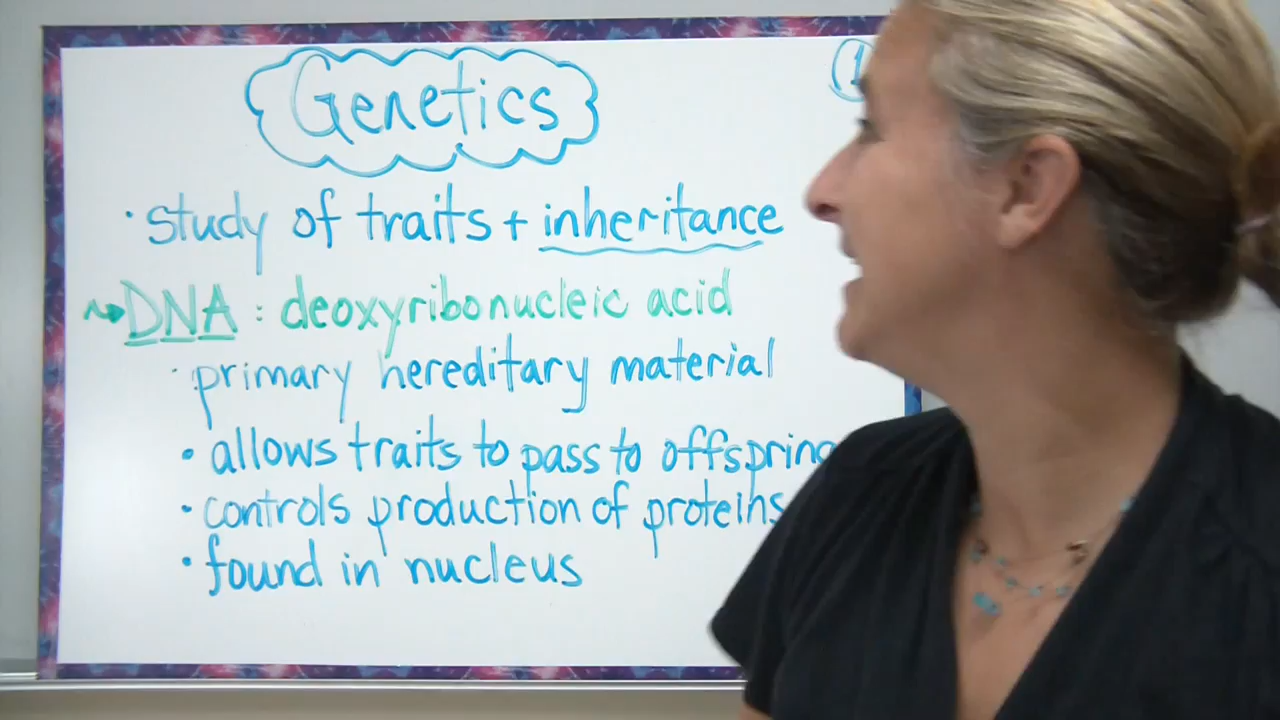 Genetics
1
· study of traits + inheritance
DNA : deoxyribonucleic acid
· primary hereditary material
· allows traits to pass to offspring
· controls production of proteins
· found in nucleus